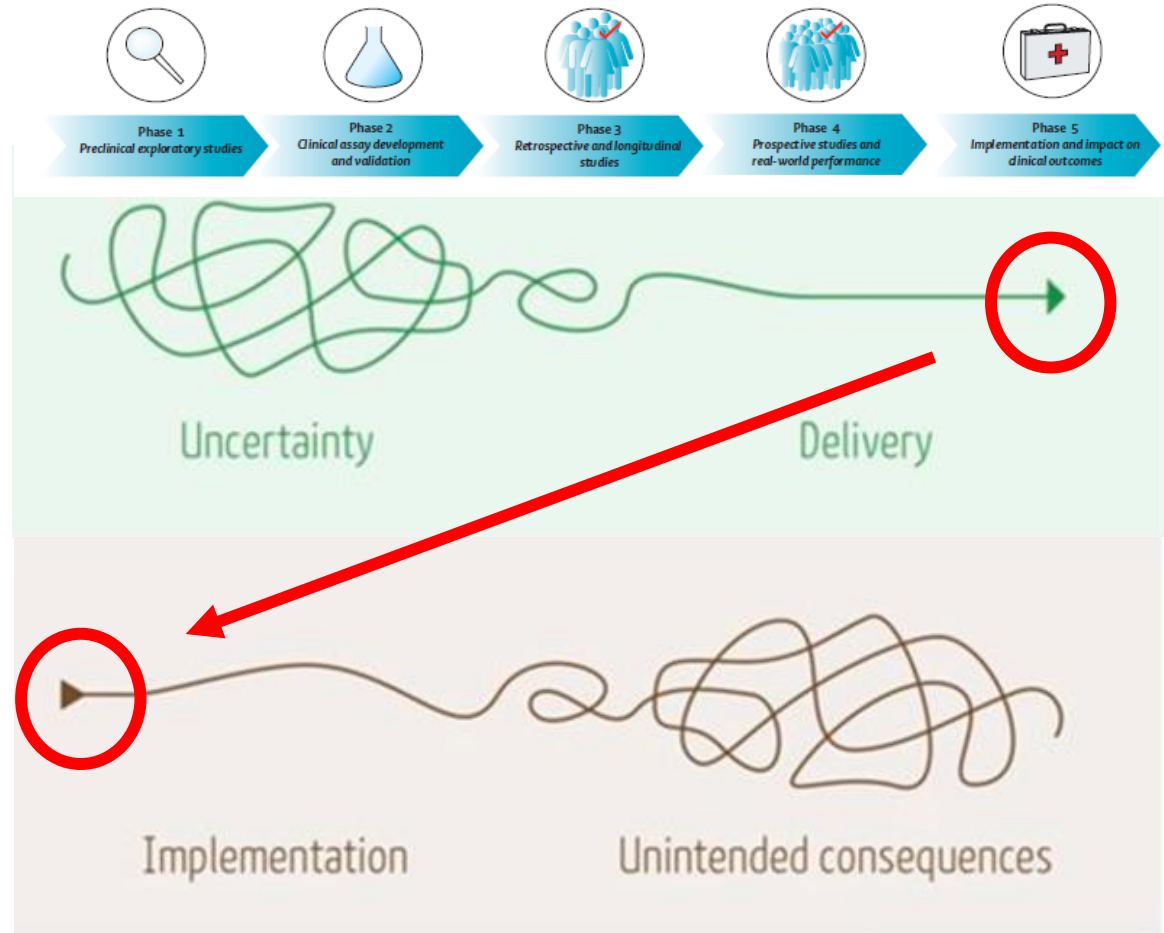 Phase 1
Preclinical exploratory studies
Phase 2
Clinical assay development
and validation
Phase 3
Retrospective and longitudinal
studies
Phase 4
Prospective studies and
real-world performance
Phase 5
Implementation and impact on
clinical outcomes
Uncertainty
Delivery
Implementation
Unintended consequences